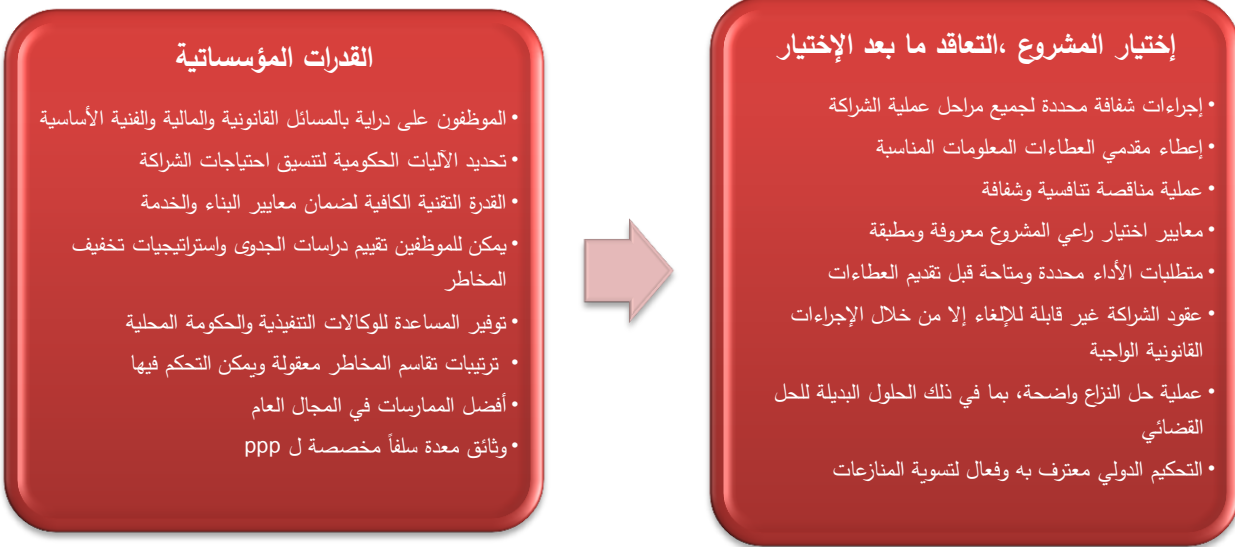 القدرات المؤسساتية
•الموظفون على دراية بالمسائل القانونية والمالية والفنية الأساسية
•تحديد الآليات الحكومية لتنسيق احتياجات الشراكة
•القدرة التقنية الكافية لضمان معايير البناء والخدمة
•يمكن للموظفين تقييم دراسات الجدوى واستراتيجيات تخفيف
المخاطر
•توفير المساعدة للوكالات التنفيذية والحكومة المحلية
• ترتيبات تقاسم المخاطر معقولة ويمكن التحكم فيها
•أفضل الممارسات في المجال العام
•وثائق معدة سلفاً مخصصة ل ppp
إختيار المشروع ،التعاقد ما بعد الإختيار
•إجراءات شفافة محددة لجميع مراحل عملية الشراكة
•إعطاء مقدمي العطاءات المعلومات المناسبة
•عملية مناقصة تنافسية وشفافة
•معايير اختيار راعي المشروع معروفة ومطبقة
•متطلبات الأداء محددة ومتاحة قبل تقديم العطاءات
•عقود الشراكة غير قابلة للإلغاء إلا من خلال الإجراءات
القانونية الواجبة
•عملية حل النزاع واضحة، بما في ذلك الحلول البديلة للحل
القضائي
•التحكيم الدولي معترف به وفعال لتسوية المنازعات